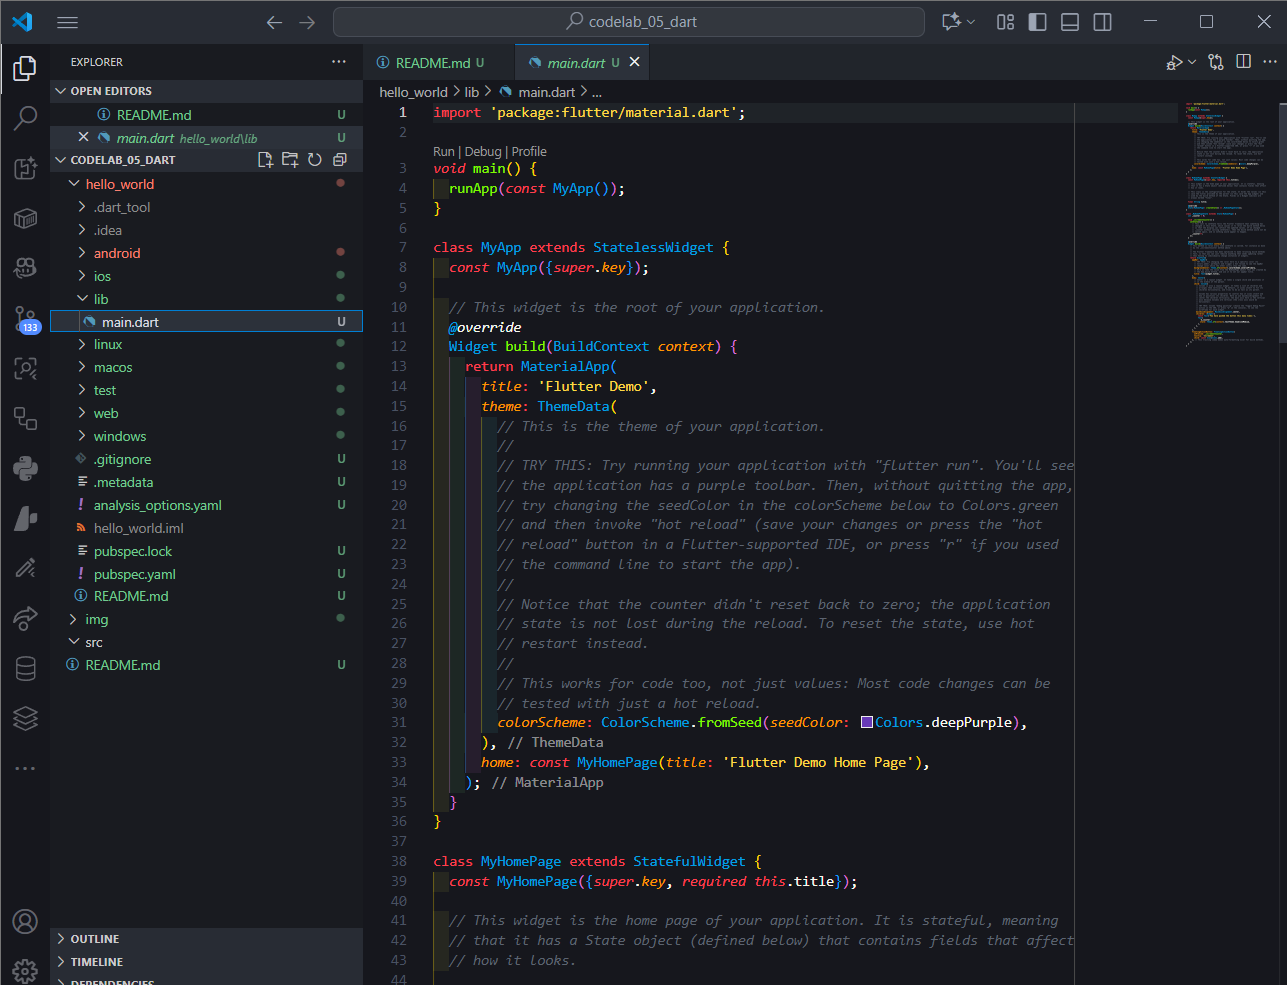 codelab_05_dart
EXPLORER
OPEN EDITORS
README.md U
main.dart hello_world\lib U
CODELAB_05_DART
hello_world
.dart_tool
.idea
android
ios
lib
main.dart U
linux
macos
test
web
windows
.gitignore U
.metadata U
analysis_options.yaml U
hello_world.iml
pubspec.lock U
pubspec.yaml U
README.md U
img
src
README.md U
133
OUTLINE
TIMELINE
DEPENDENCIES
README.md U
main.dart U
hello_world > lib > main.dart > ...
1 import 'package:flutter/material.dart';
2
Run | Debug | Profile
3 void main() {
4 runApp(const MyApp());
5 }
6
7 class MyApp extends StatelessWidget {
8 const MyApp({super.key});
9
10 // This widget is the root of your application.
11 @override
12 Widget build(BuildContext context) {
13 return MaterialApp(
14 title: 'Flutter Demo',
15 theme: ThemeData(
16 // This is the theme of your application.
17 //
18 // TRY THIS: Try running your application with "flutter run". You'll see
19 // the application has a purple toolbar. Then, without quitting the app,
20 // try changing the seedColor in the colorScheme below to Colors.green
21 // and then invoke "hot reload" (save your changes or press the "hot
22 // reload" button in a Flutter-supported IDE, or press "r" if you used
23 // the command line to start the app).
24 //
25 // Notice that the counter didn't reset back to zero; the application
26 // state is not lost during the reload. To reset the state, use hot
27 // restart instead.
28 //
29 // This works for code too, not just values: Most code changes can be
30 // tested with just a hot reload.
31 colorScheme: ColorScheme.fromSeed(seedColor: Colors.deepPurple),
32 ), // ThemeData
33 home: const MyHomePage(title: 'Flutter Demo Home Page'),
34 ); // MaterialApp
35 }
36 }
37
38 class MyHomePage extends StatefulWidget {
39 const MyHomePage({super.key, required this.title});
40
41 // This widget is the home page of your application. It is stateful, meaning
42 // that it has a State object (defined below) that contains fields that affect
43 // how it looks.
44